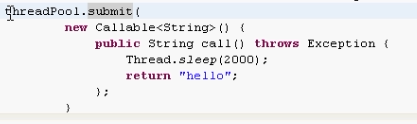 threadPool.submit(
new Callable<String>() {
public String call() throws Exception {
Thread.sleep(2000);
return "hello";
};
}